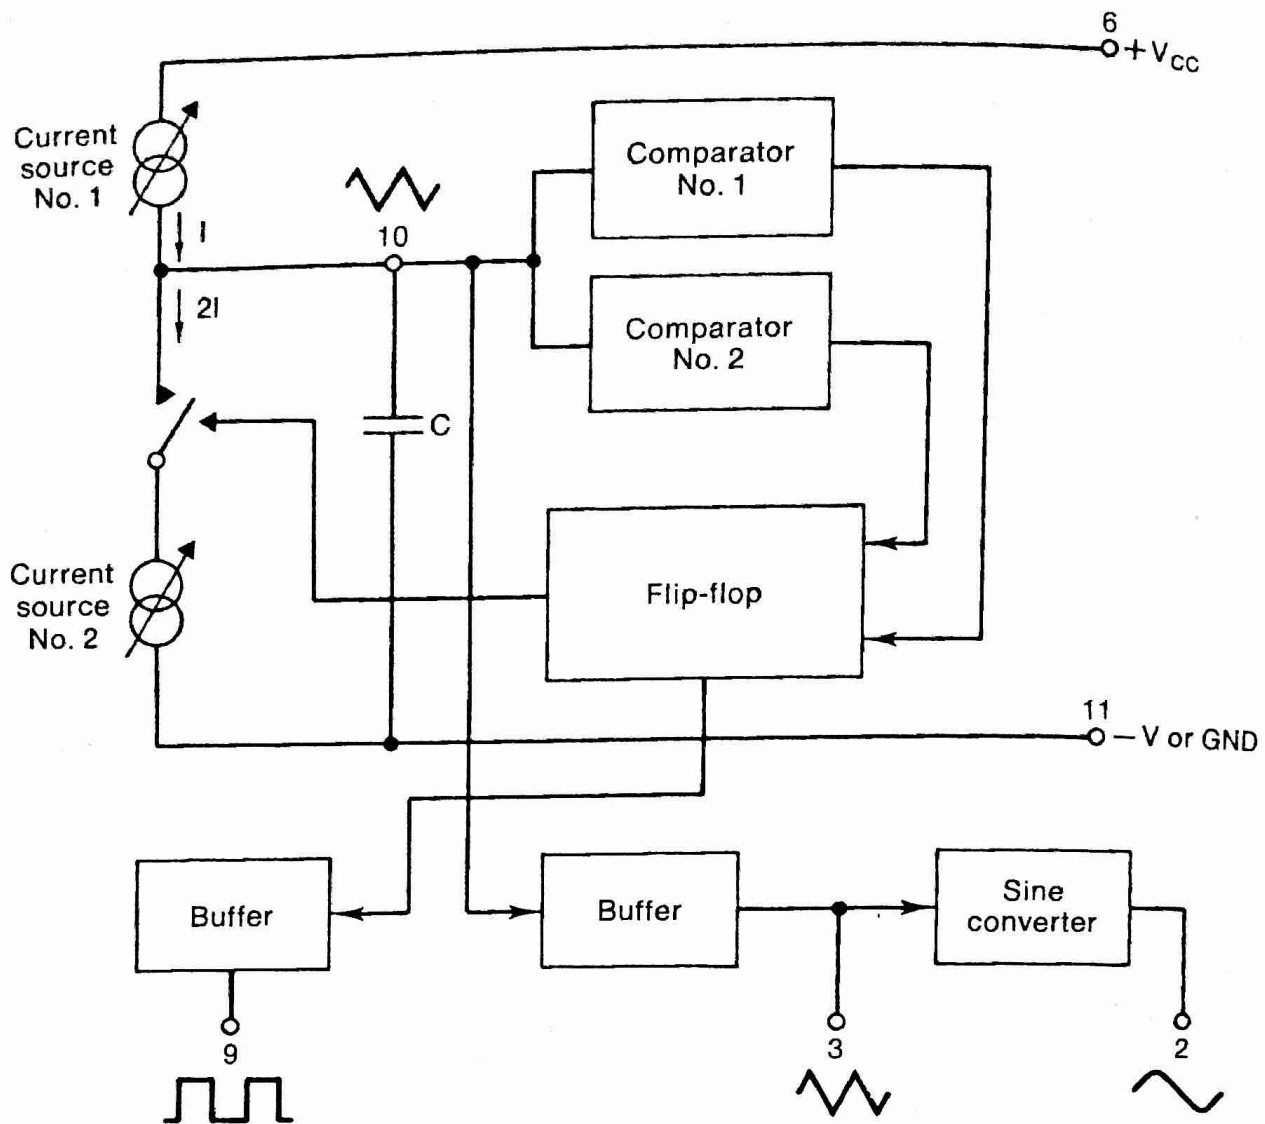 6
+V_CC
Current
source
No. 1
Comparator
No. 1
I
10
2I
Comparator
No. 2
C
Current
source
No. 2
Flip-flop
11
− V or GND
Buffer
Buffer
Sine
converter
9
3
2